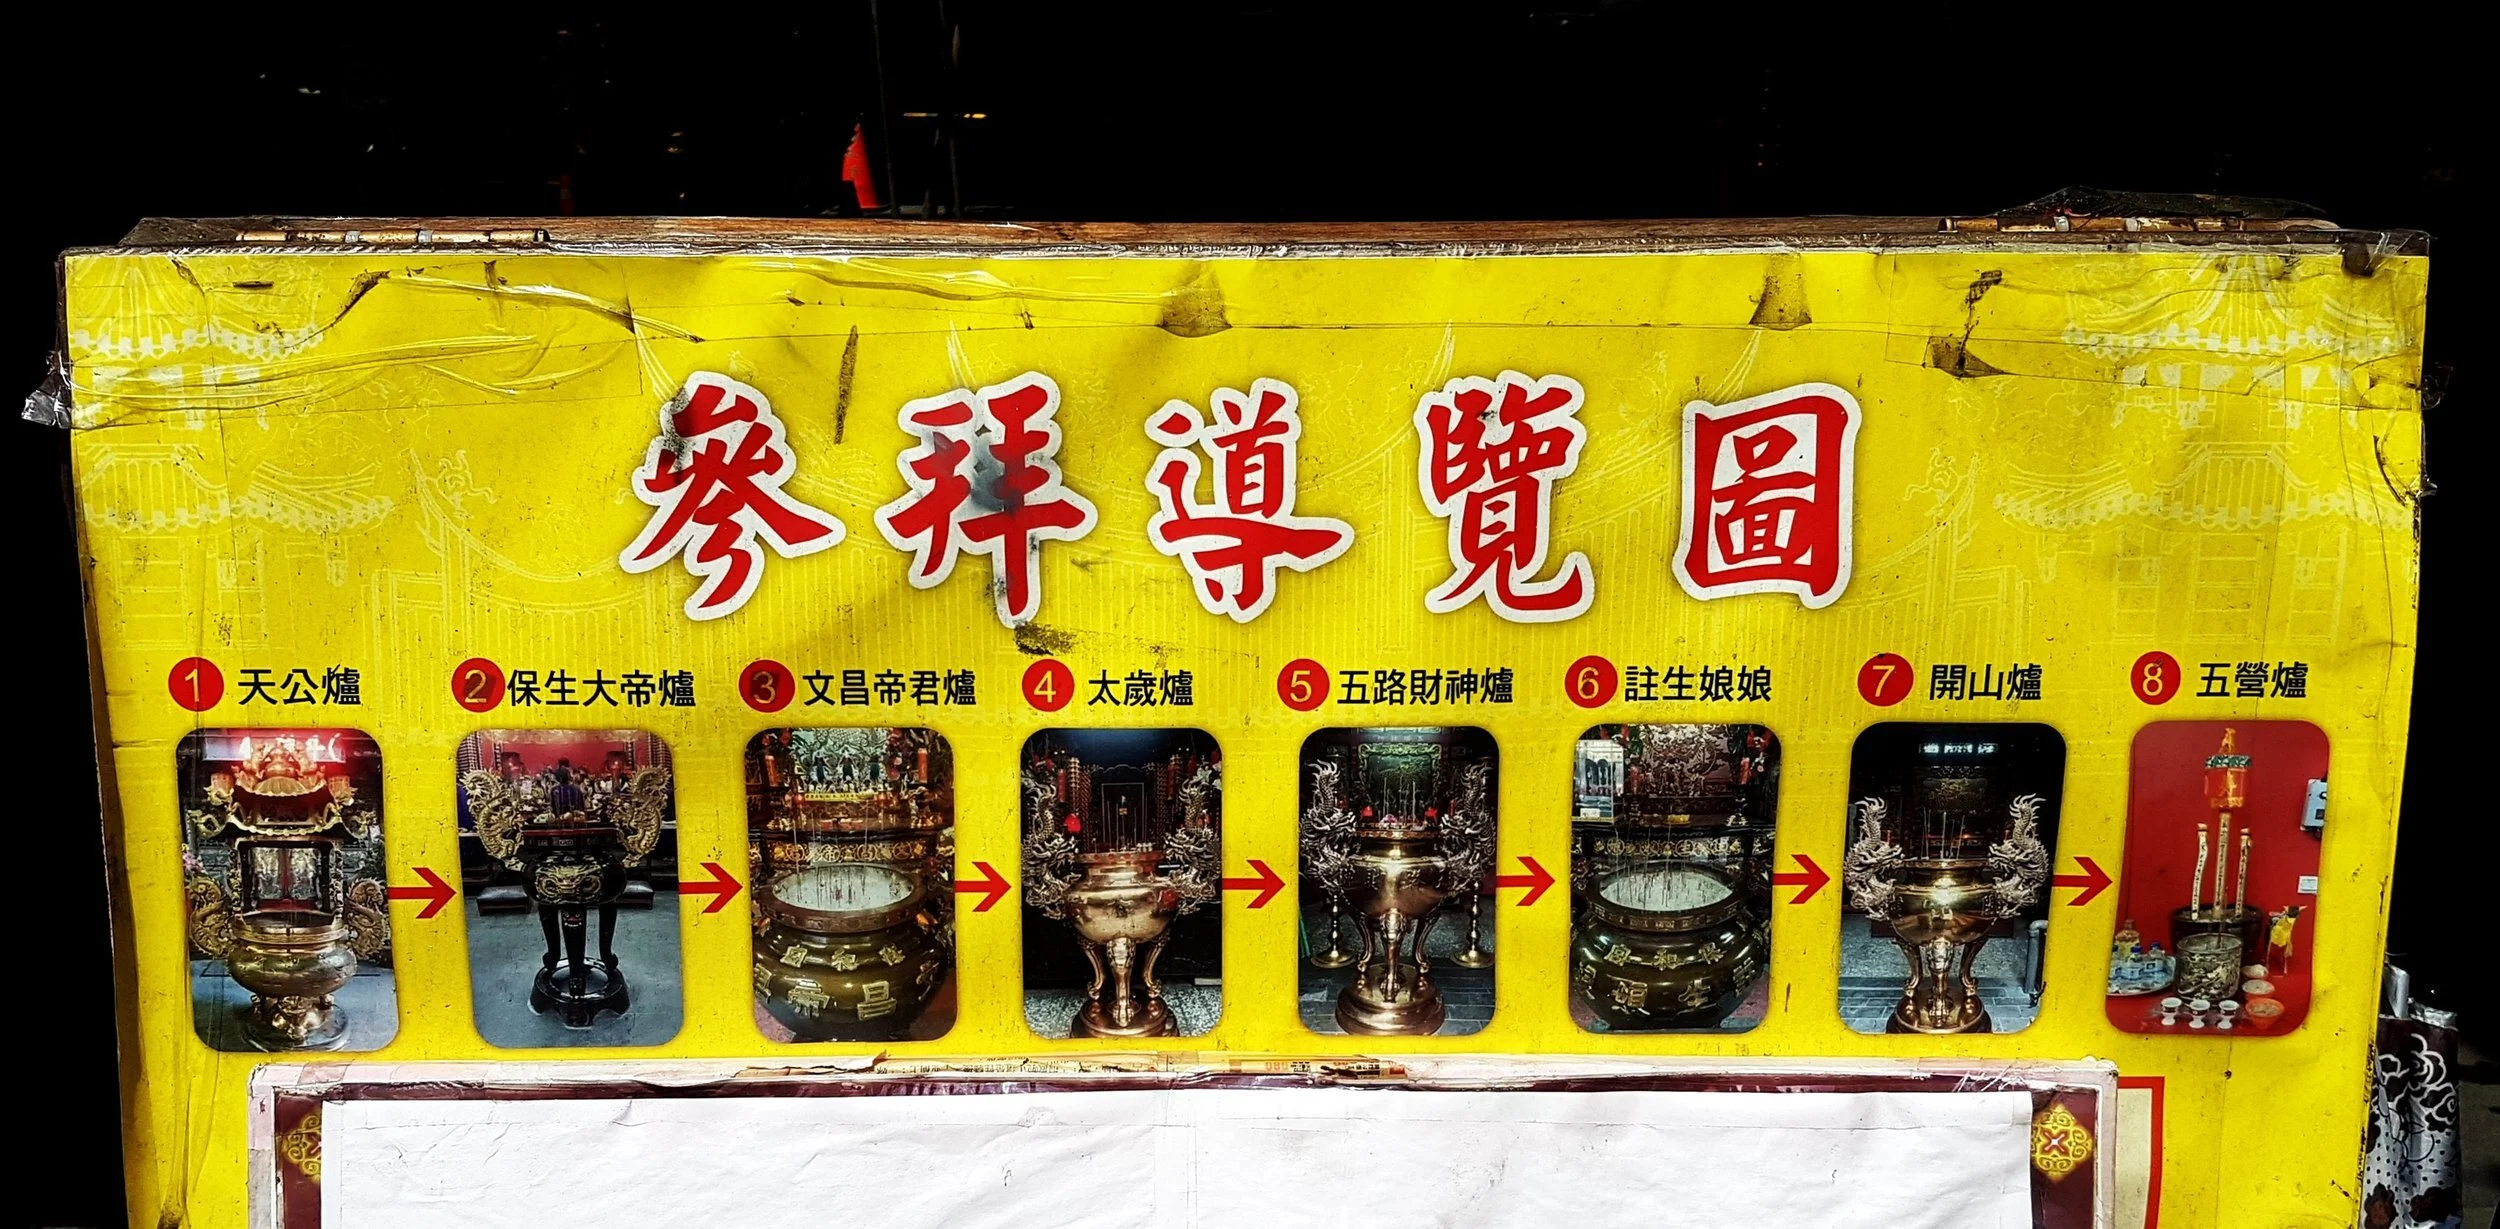 參拜導覽圖
1 天公爐
2 保生大帝爐
3 文昌帝君爐
4 太歲爐
5 五路財神爐
6 註生娘娘
7 開山爐
8 五營爐